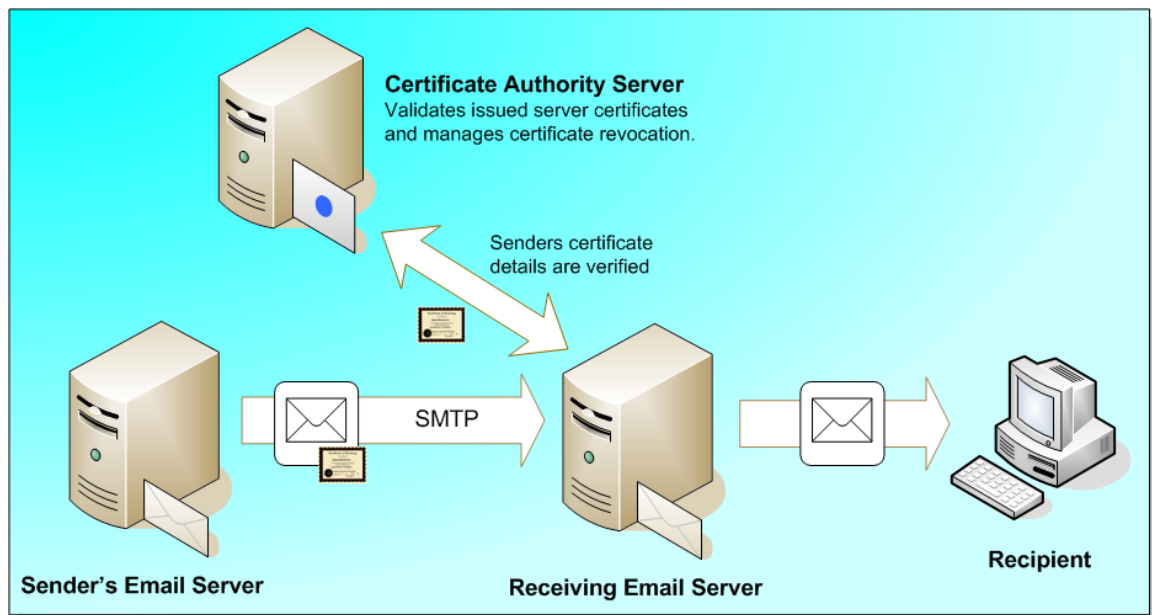 Certificate Authority Server
Validates issued server certificates
and manages certificate revocation.
Senders certificate
details are verified
SMTP
Sender's Email Server
Receiving Email Server
Recipient